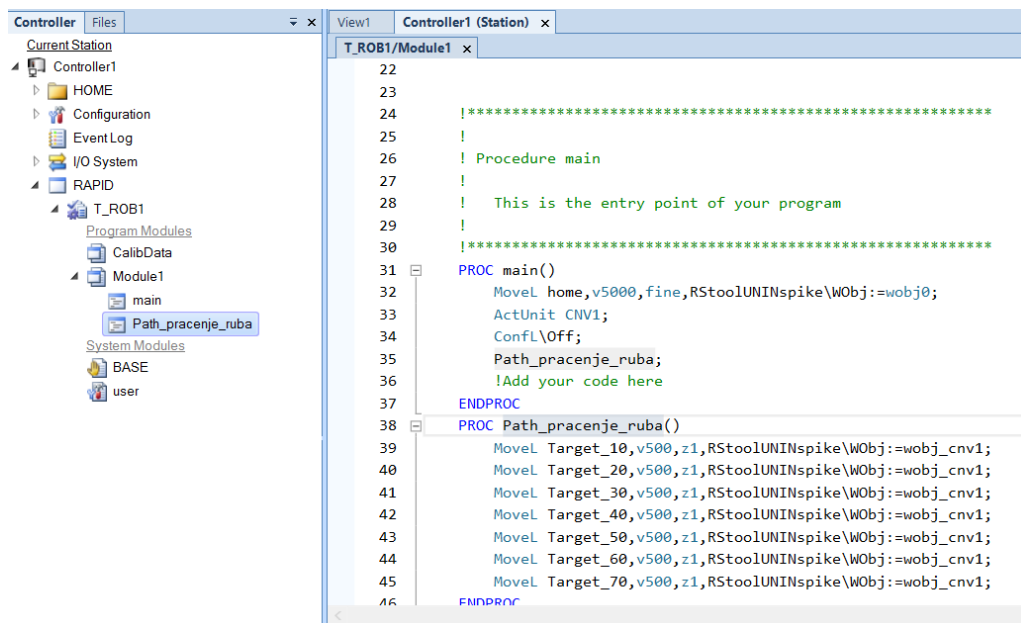 Controller Files
Current Station
Controller1
HOME
Configuration
Event Log
I/O System
RAPID
T_ROB1
Program Modules
CalibData
Module1
main
Path_pracenje_ruba
System Modules
BASE
user
View1 Controller1 (Station) x
T_ROB1/Module1 x
22
23
24 !**********************************************************
25 !
26 ! Procedure main
27 !
28 !   This is the entry point of your program
29 !
30 !**********************************************************
31 PROC main()
32 MoveL home,v5000,fine,RStoolUNINspike\WObj:=wobj0;
33 ActUnit CNV1;
34 ConfL\Off;
35 Path_pracenje_ruba;
36 !Add your code here
37 ENDPROC
38 PROC Path_pracenje_ruba()
39 MoveL Target_10,v500,z1,RStoolUNINspike\WObj:=wobj_cnv1;
40 MoveL Target_20,v500,z1,RStoolUNINspike\WObj:=wobj_cnv1;
41 MoveL Target_30,v500,z1,RStoolUNINspike\WObj:=wobj_cnv1;
42 MoveL Target_40,v500,z1,RStoolUNINspike\WObj:=wobj_cnv1;
43 MoveL Target_50,v500,z1,RStoolUNINspike\WObj:=wobj_cnv1;
44 MoveL Target_60,v500,z1,RStoolUNINspike\WObj:=wobj_cnv1;
45 MoveL Target_70,v500,z1,RStoolUNINspike\WObj:=wobj_cnv1;
46 ENDPROC